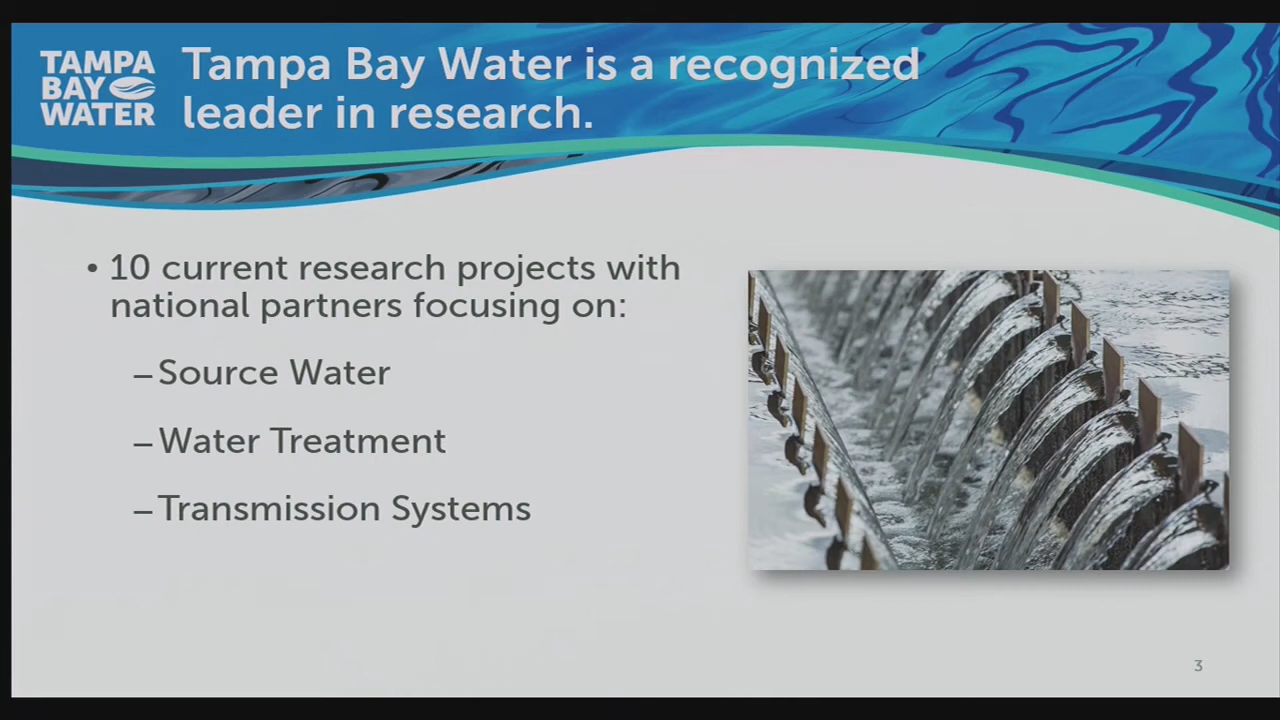 TAMPA
BAY
WATER
Tampa Bay Water is a recognized
leader in research.
• 10 current research projects with
national partners focusing on:
– Source Water
– Water Treatment
– Transmission Systems
3